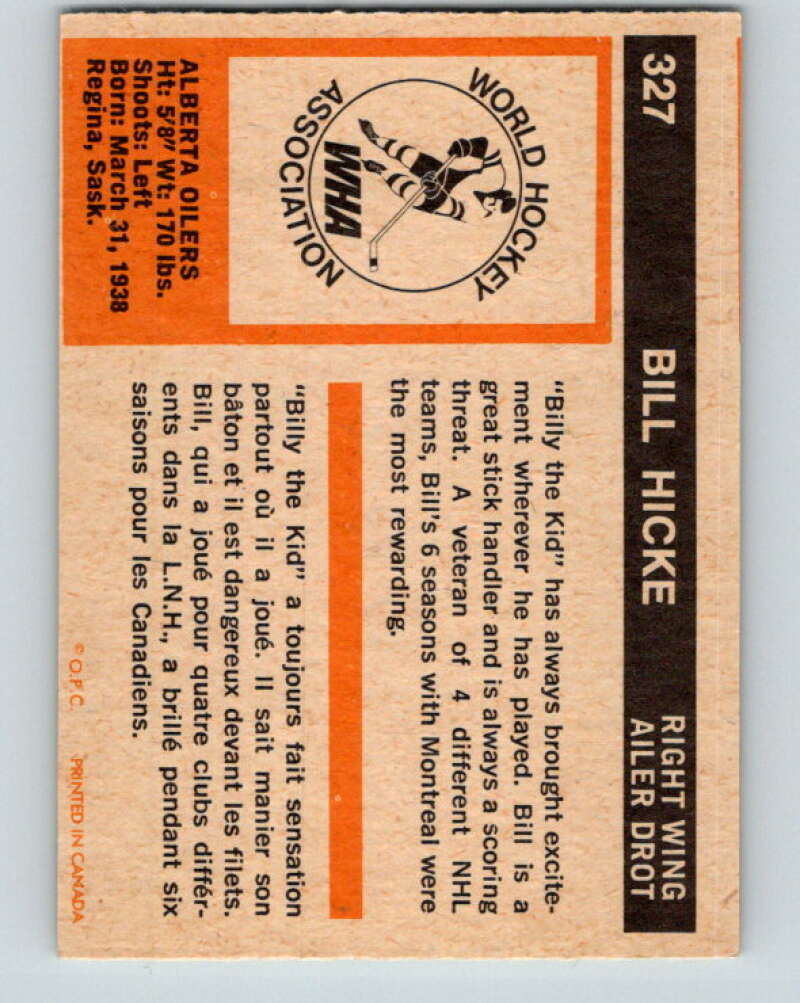 327 BILL HICKE RIGHT WING
AILER DROT
WORLD HOCKEY
ASSOCIATION
WHA
ALBERTA OILERS
Ht: 5'8" Wt: 170 lbs.
Shoots: Left
Born: March 31, 1938
Regina, Sask.
"Billy the Kid" has always brought excite-
ment wherever he has played. Bill is a
great stick handler and is always a scoring
threat. A veteran of 4 different NHL
teams, Bill's 6 seasons with Montreal were
the most rewarding.
"Billy the Kid" a toujours fait sensation
partout où il a joué. Il sait manier son
bâton et il est dangereux devant les filets.
Bill, qui a joué pour quatre clubs différ-
ents dans la L.N.H., a brillé pendant six
saisons pour les Canadiens.
© O.P.C. PRINTED IN CANADA